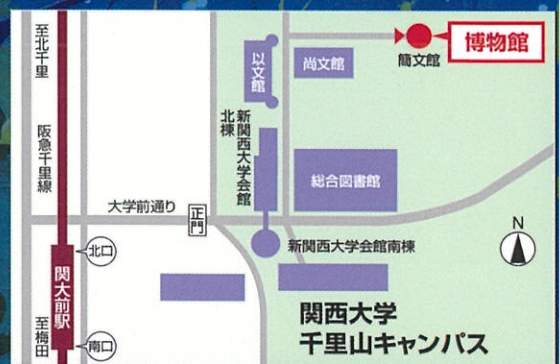 至北千里
阪急千里線
関大前駅
至梅田
北口
南口
大学前通り
正門
以文館
尚文館
簡文館
博物館
新関西大学会館
北棟
総合図書館
新関西大学会館南棟
N
関西大学
千里山キャンパス